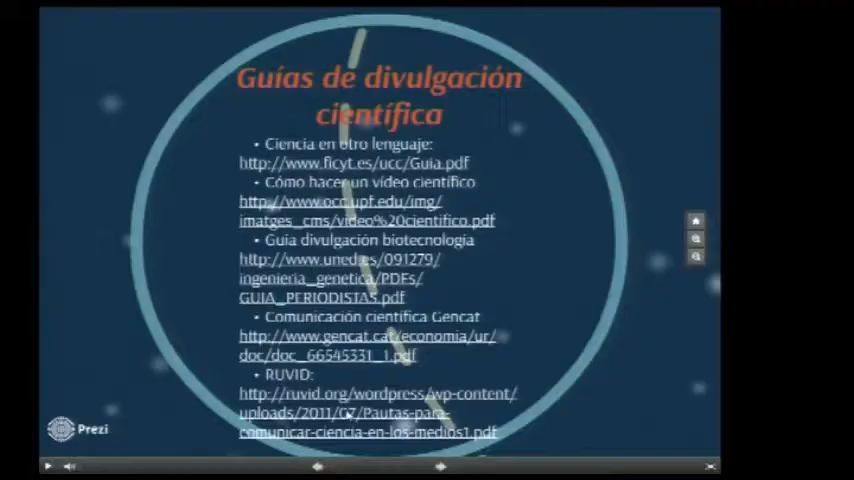 Guías de divulgación
científica
• Ciencia en otro lenguaje:
http://www.ficyt.es/ucc/Guia.pdf
• Cómo hacer un vídeo científico
http://www.occ.upf.edu/img/
imatges_cms/video%20cientifico.pdf
• Guía divulgación biotecnología
http://www.uned.es/091279/
ingenieria_genetica/PDFs/
GUIA_PERIODISTAS.pdf
• Comunicación científica Gencat
http://www.gencat.cat/economia/ur/
doc/doc_66545331_1.pdf
• RUVID:
http://ruvid.org/wordpress/wp-content/
uploads/2011/07/Pautas-para-
comunicar-ciencia-en-los-medios1.pdf
Prezi